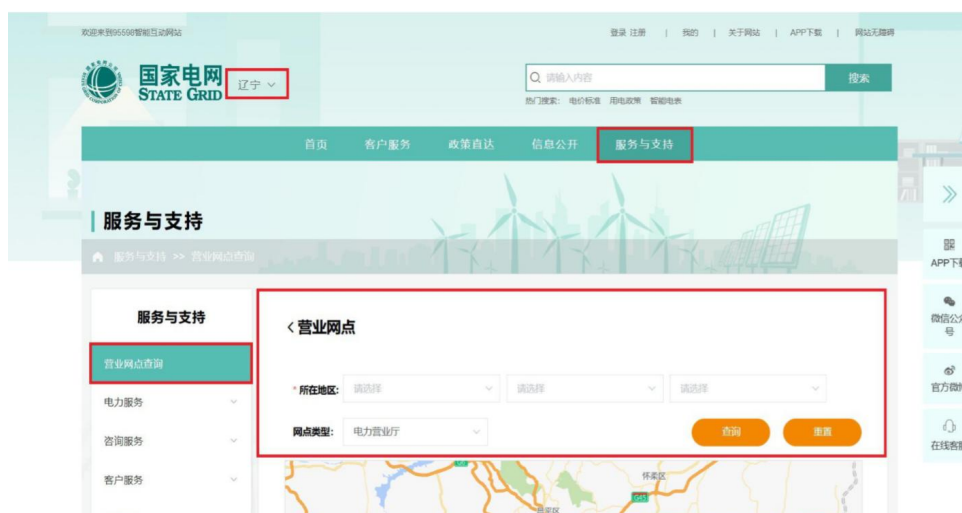 欢迎来到95598智能互动网站
登录 注册 | 我的 | 关于网站 | APP下载 | 网站无障碍
国家电网
STATE GRID
辽宁
请输入内容
搜索
热门搜索: 电价标准 用电政策 智能电表
首页 客户服务 政策直达 信息公开 服务与支持
服务与支持
服务与支持 >> 营业网点查询
APP下载
微信公众号
官方微博
在线客服
服务与支持
营业网点查询
电力服务
咨询服务
客户服务
营业网点
* 所在地区: 请选择 请选择 请选择
网点类型: 电力营业厅 查询 重置
怀柔区
G45